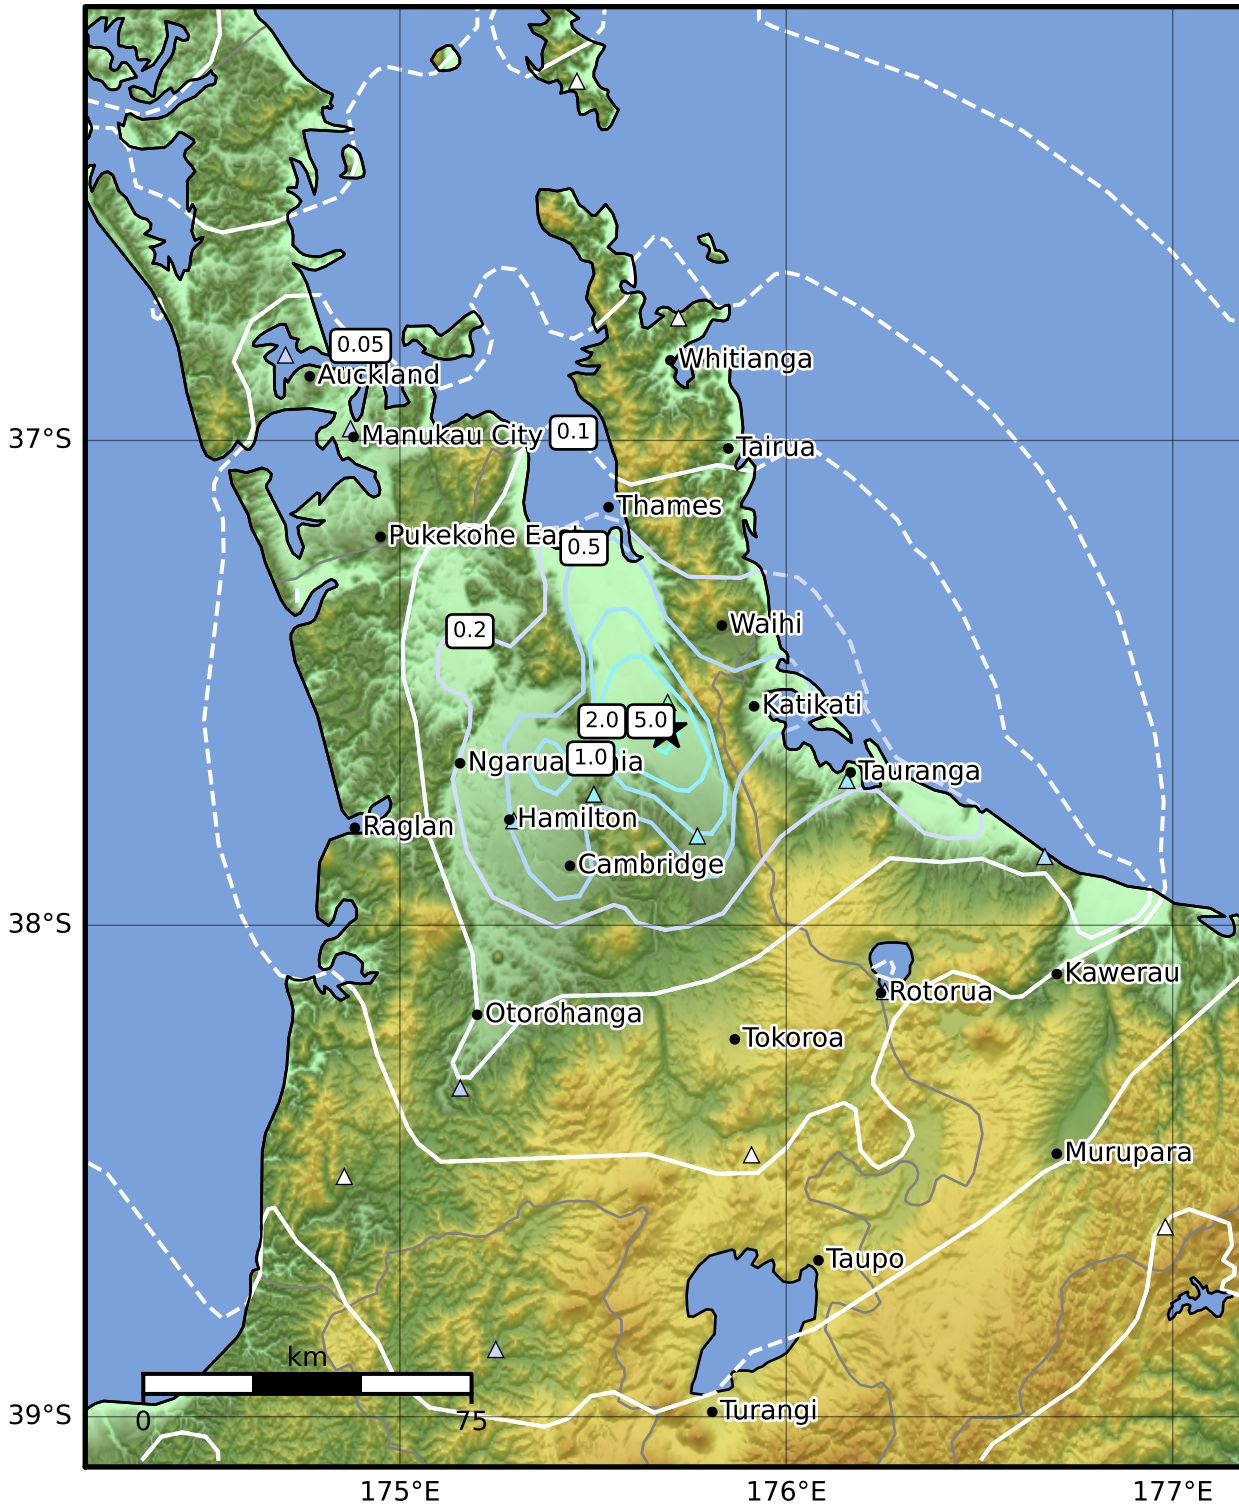 Whitianga
0.05
Auckland
37°S
Manukau City
0.1
Tairua
Thames
Pukekohe East
0.5
0.2
Waihi
Katikati
2.0
5.0
1.0
Tauranga
Raglan
Hamilton
Cambridge
38°S
Kawerau
Rotorua
Otorohanga
Tokoroa
Murupara
Taupo
km
0
75
39°S
Turangi
175°E
176°E
177°E